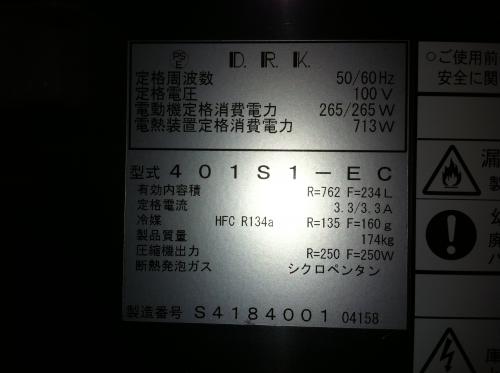 PS
E
D.R.K.
定格周波数 50/60Hz
定格電圧 100V
電動機定格消費電力 265/265W
電熱装置定格消費電力 713W
型式 401S1-EC
有効内容積 R=762 F=234L
定格電流 3.3/3.3A
冷媒 HFC R134a R=135 F=160g
製品質量 174kg
圧縮機出力 R=250 F=250W
断熱発泡ガス シクロペンタン
製造番号 S4184001 04158
○ご使用前
安全に関
漏